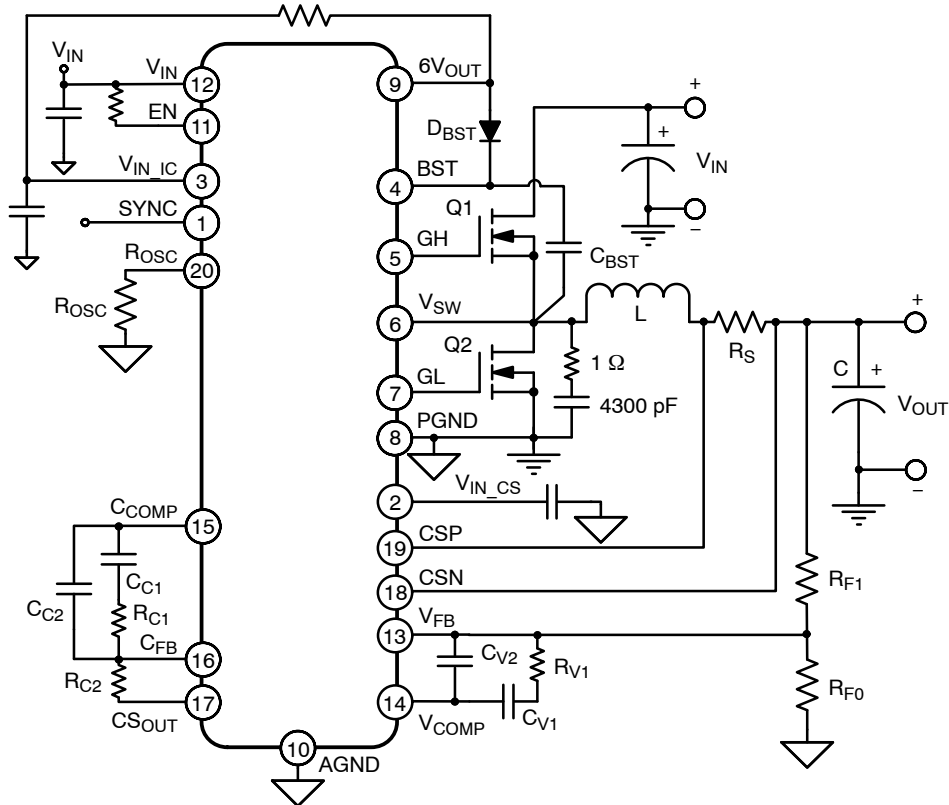 V_IN
V_IN
12
EN
11
V_IN_IC
3
SYNC
1
R_OSC
20
R_OSC
C_COMP
15
C_C1
C_C2
R_C1
C_FB
16
R_C2
17
CS_OUT
10
AGND
6V_OUT
9
D_BST
BST
4
Q1
GH
5
C_BST
+
+
V_IN
−
V_SW
6
L
R_S
+
Q2
GL
7
1 Ω
4300 pF
C
+
V_OUT
−
PGND
8
V_IN_CS
2
CSP
19
CSN
18
V_FB
13
C_V2
R_V1
14
V_COMP
C_V1
R_F1
R_F0